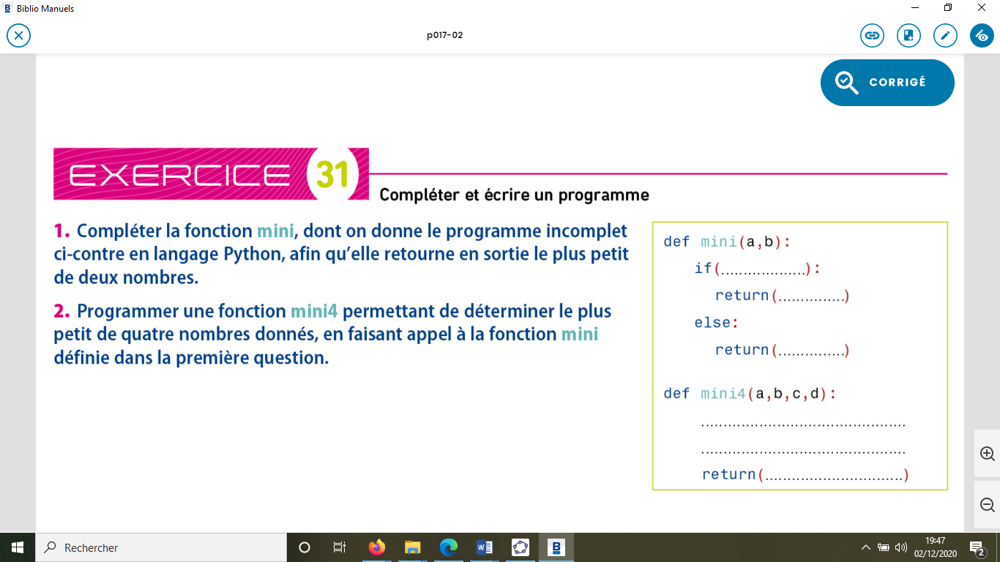 Biblio Manuels
p017-02
CORRIGÉ
EXERCICE 31
Compléter et écrire un programme
1. Compléter la fonction mini, dont on donne le programme incomplet
ci-contre en langage Python, afin qu'elle retourne en sortie le plus petit
de deux nombres.
2. Programmer une fonction mini4 permettant de déterminer le plus
petit de quatre nombres donnés, en faisant appel à la fonction mini
définie dans la première question.
def mini(a,b):
if(...................):
return(...............)
else:
return(...............)
def mini4(a,b,c,d):
..............................................
..............................................
return(...............................)
Rechercher
19:47
02/12/2020
2